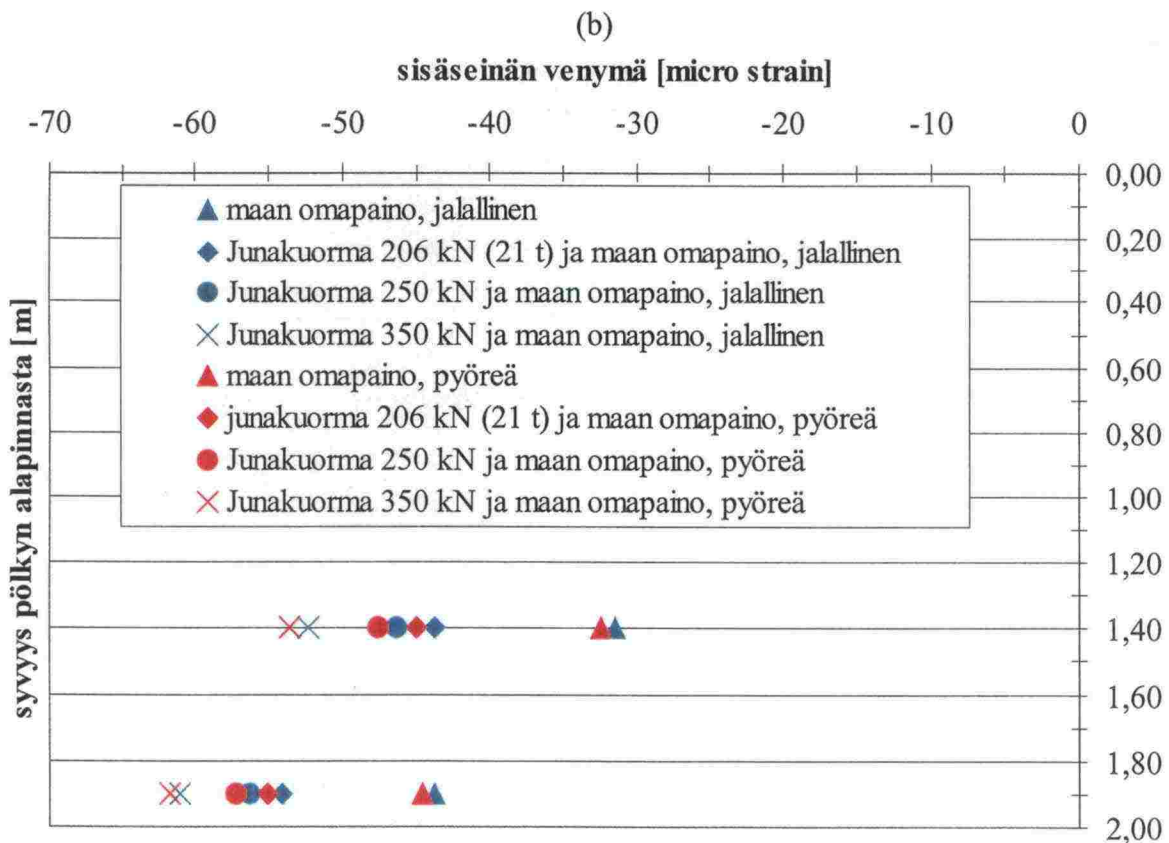 (b)
sisäseinän venymä [micro strain]
-70 -60 -50 -40 -30 -20 -10 0
0,00
0,20
0,40
0,60
0,80
1,00
1,20
1,40
1,60
1,80
2,00
syvyys pölkyn alapinnasta [m]
maan omapaino, jalallinen
Junakuorma 206 kN (21 t) ja maan omapaino, jalallinen
Junakuorma 250 kN ja maan omapaino, jalallinen
Junakuorma 350 kN ja maan omapaino, jalallinen
maan omapaino, pyöreä
junakuorma 206 kN (21 t) ja maan omapaino, pyöreä
Junakuorma 250 kN ja maan omapaino, pyöreä
Junakuorma 350 kN ja maan omapaino, pyöreä